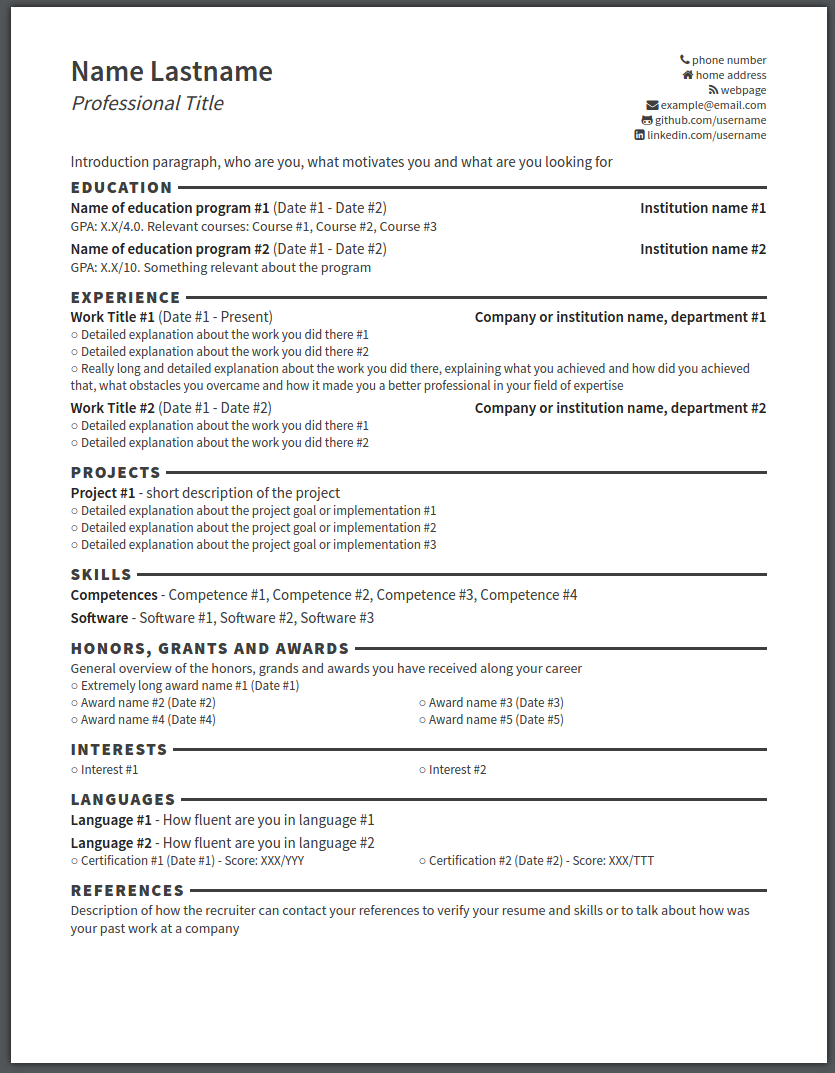 Name Lastname
Professional Title
phone number
home address
webpage
example@email.com
github.com/username
linkedin.com/username
Introduction paragraph, who are you, what motivates you and what are you looking for
EDUCATION
Name of education program #1 (Date #1 - Date #2) Institution name #1
GPA: X.X/4.0. Relevant courses: Course #1, Course #2, Course #3
Name of education program #2 (Date #1 - Date #2) Institution name #2
GPA: X.X/10. Something relevant about the program
EXPERIENCE
Work Title #1 (Date #1 - Present) Company or institution name, department #1
○ Detailed explanation about the work you did there #1
○ Detailed explanation about the work you did there #2
○ Really long and detailed explanation about the work you did there, explaining what you achieved and how did you achieved
that, what obstacles you overcame and how it made you a better professional in your field of expertise
Work Title #2 (Date #1 - Date #2) Company or institution name, department #2
○ Detailed explanation about the work you did there #1
○ Detailed explanation about the work you did there #2
PROJECTS
Project #1 - short description of the project
○ Detailed explanation about the project goal or implementation #1
○ Detailed explanation about the project goal or implementation #2
○ Detailed explanation about the project goal or implementation #3
SKILLS
Competences - Competence #1, Competence #2, Competence #3, Competence #4
Software - Software #1, Software #2, Software #3
HONORS, GRANTS AND AWARDS
General overview of the honors, grands and awards you have received along your career
○ Extremely long award name #1 (Date #1)
○ Award name #2 (Date #2) ○ Award name #3 (Date #3)
○ Award name #4 (Date #4) ○ Award name #5 (Date #5)
INTERESTS
○ Interest #1 ○ Interest #2
LANGUAGES
Language #1 - How fluent are you in language #1
Language #2 - How fluent are you in language #2
○ Certification #1 (Date #1) - Score: XXX/YYY ○ Certification #2 (Date #2) - Score: XXX/TTT
REFERENCES
Description of how the recruiter can contact your references to verify your resume and skills or to talk about how was
your past work at a company